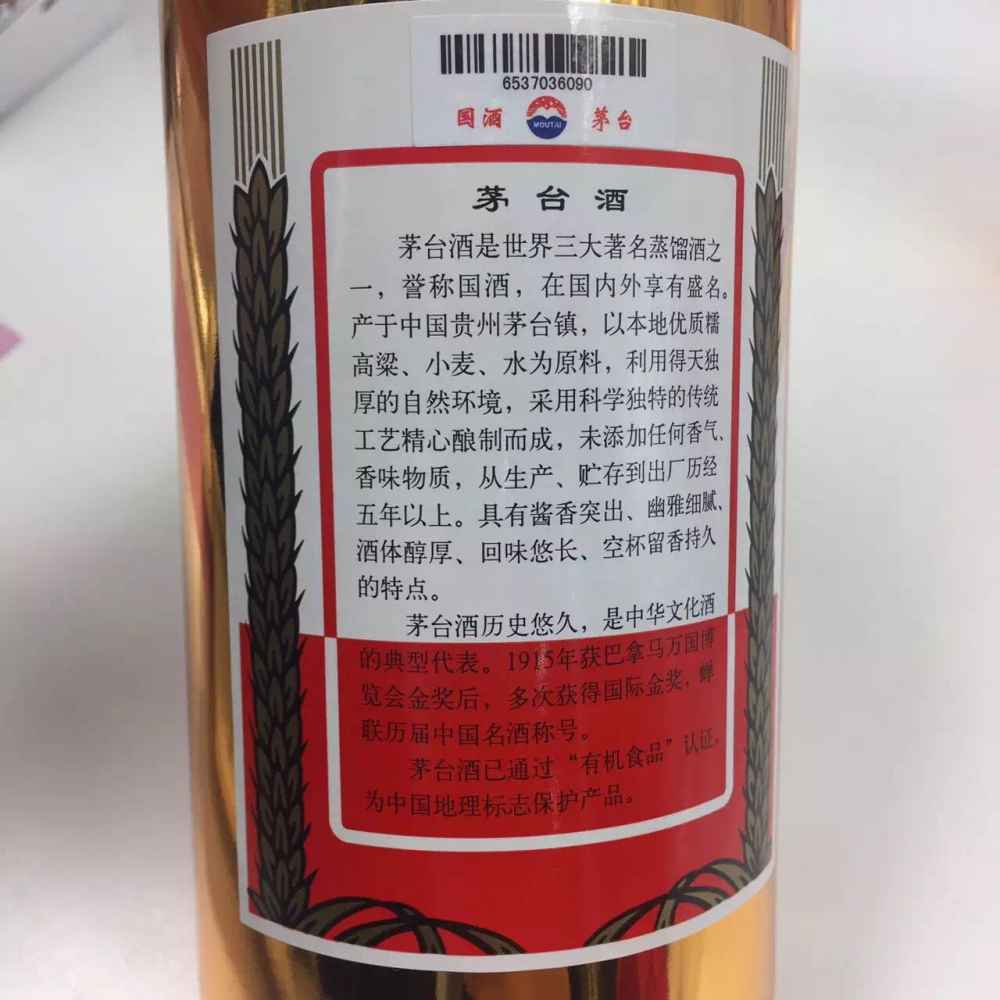 6537036090
国酒 MOUTAI 茅台
茅台酒
茅台酒是世界三大著名蒸馏酒之
一，誉称国酒，在国内外享有盛名。
产于中国贵州茅台镇，以本地优质糯
高粱、小麦、水为原料，利用得天独
厚的自然环境，采用科学独特的传统
工艺精心酿制而成，未添加任何香气、
香味物质，从生产、贮存到出厂历经
五年以上。具有酱香突出、幽雅细腻、
酒体醇厚、回味悠长、空杯留香持久
的特点。
茅台酒历史悠久，是中华文化酒
的典型代表。1915年获巴拿马万国博
览会金奖后，多次获得国际金奖，蝉
联历届中国名酒称号。
茅台酒已通过“有机食品”认证，
为中国地理标志保护产品。